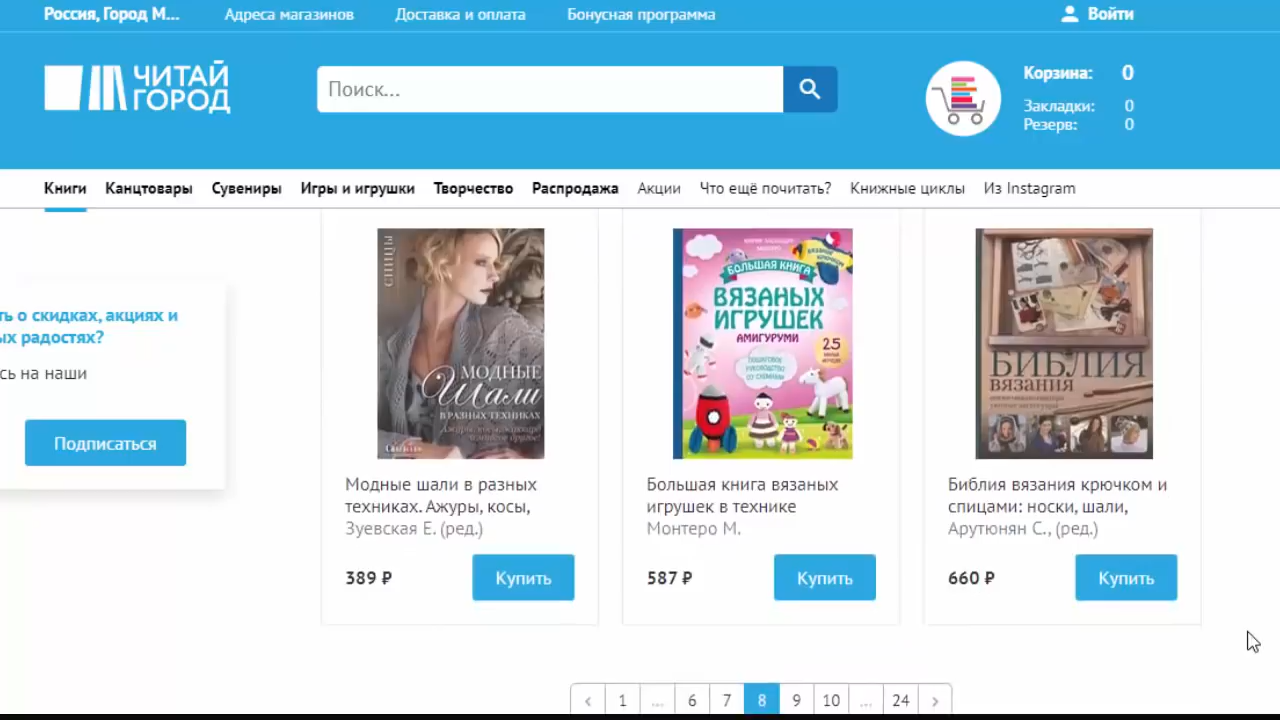 Россия, Город М... Адреса магазинов Доставка и оплата Бонусная программа Войти
ЧИТАЙ
ГОРОД
Поиск...
Корзина: 0
Закладки: 0
Резерв: 0
Книги Канцтовары Сувениры Игры и игрушки Творчество Распродажа Акции Что ещё почитать? Книжные циклы Из Instagram
ть о скидках, акциях и
ых радостях?
сь на наши
Подписаться
СПИЦЫ
МОДНЫЕ
Шали
В РАЗНЫХ ТЕХНИКАХ
БОЛЬШАЯ КНИГА
ВЯЗАНЫХ
ИГРУШЕК
АМИГУРУМИ
25
БИБЛИЯ
вязания
Модные шали в разных
техниках. Ажуры, косы,
Зуевская Е. (ред.)
389 ₽ Купить
Большая книга вязаных
игрушек в технике
Монтеро М.
587 ₽ Купить
Библия вязания крючком и
спицами: носки, шали,
Арутюнян С., (ред.)
660 ₽ Купить
‹ 1 ... 6 7 8 9 10 ... 24 ›